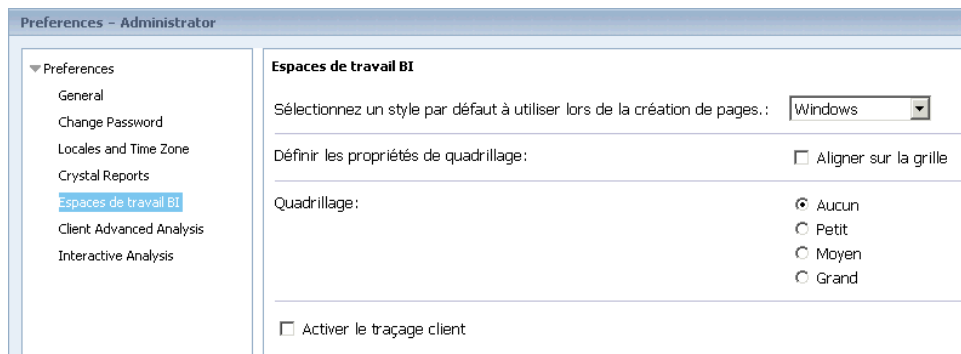 Preferences - Administrator
Preferences
General
Change Password
Locales and Time Zone
Crystal Reports
Espaces de travail BI
Client Advanced Analysis
Interactive Analysis
Espaces de travail BI
Sélectionnez un style par défaut à utiliser lors de la création de pages.: Windows
Définir les propriétés de quadrillage: Aligner sur la grille
Quadrillage: Aucun
Petit
Moyen
Grand
Activer le traçage client